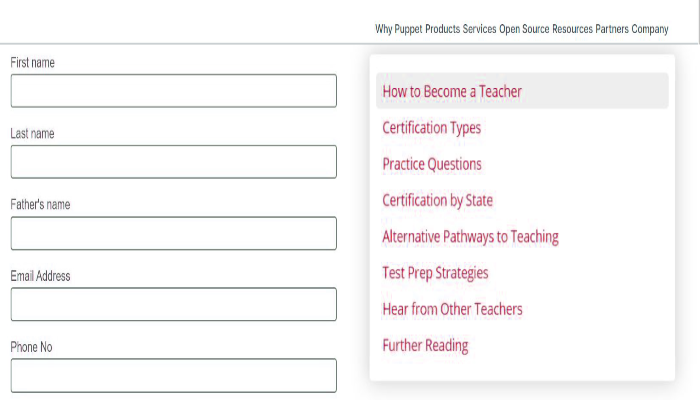 Why Puppet Products Services Open Source Resources Partners Company
First name
Last name
Father's name
Email Address
Phone No
How to Become a Teacher
Certification Types
Practice Questions
Certification by State
Alternative Pathways to Teaching
Test Prep Strategies
Hear from Other Teachers
Further Reading